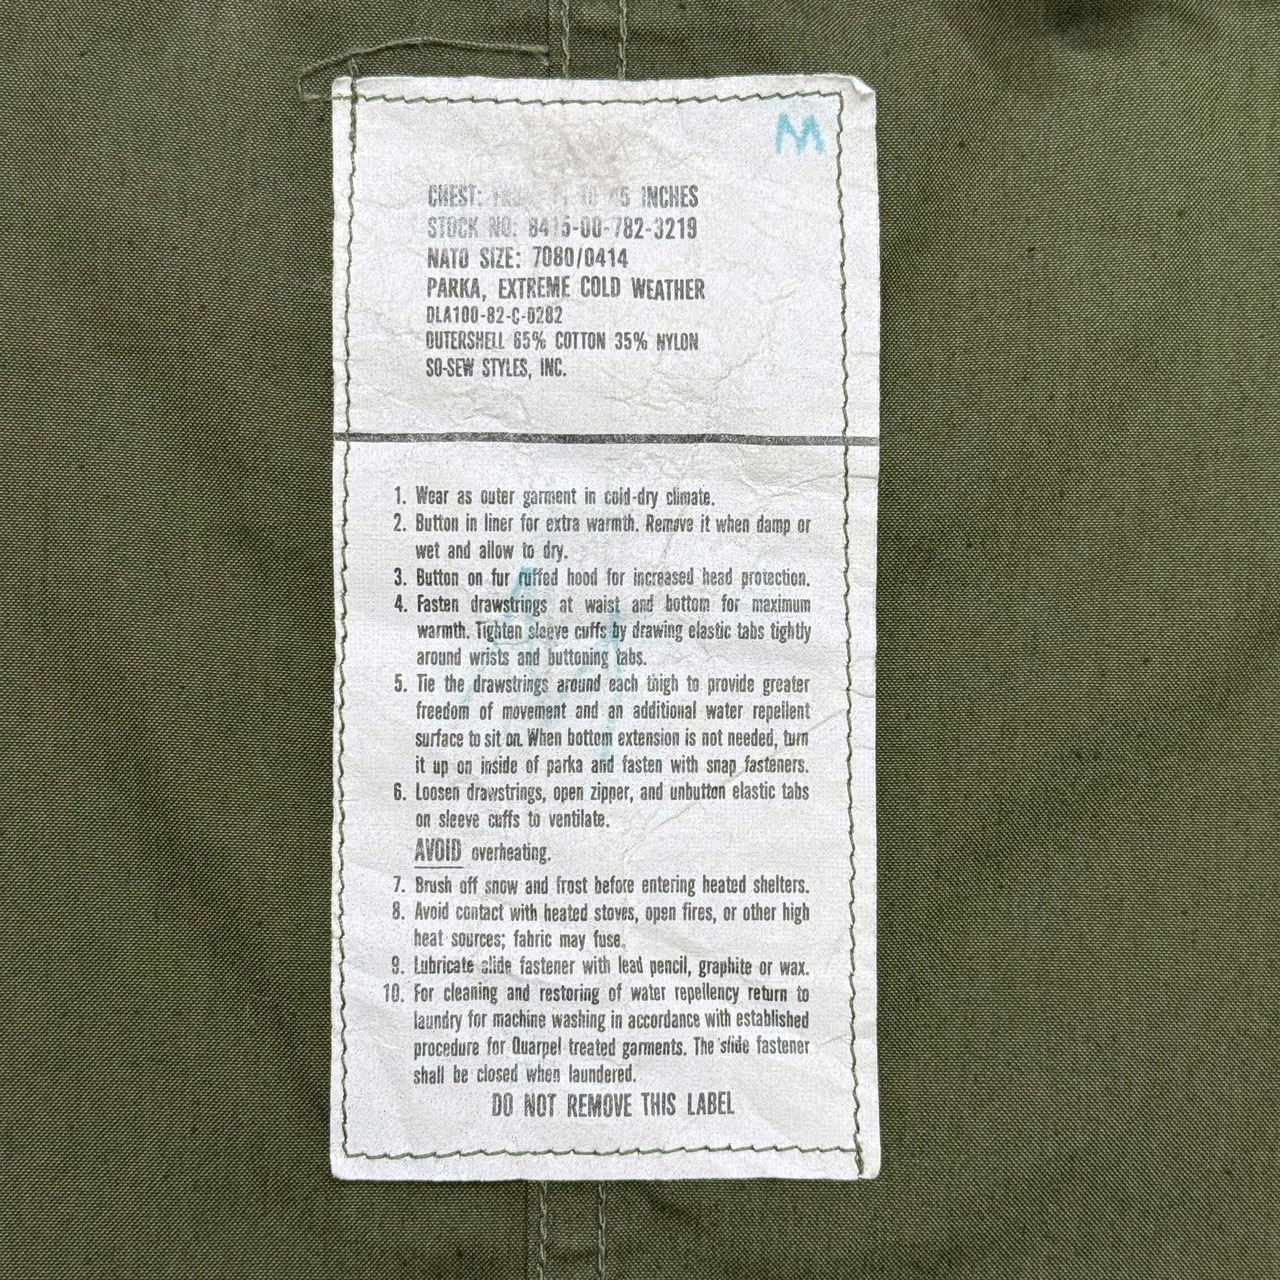 M
CHEST: FROM 41 TO 45 INCHES
STOCK NO: 8415-00-782-3219
NATO SIZE: 7080/0414
PARKA, EXTREME COLD WEATHER
DLA100-82-C-0282
OUTERSHELL 65% COTTON 35% NYLON
SO-SEW STYLES, INC.
1. Wear as outer garment in cold-dry climate.
2. Button in liner for extra warmth. Remove it when damp or
wet and allow to dry.
3. Button on fur ruffed hood for increased head protection.
4. Fasten drawstrings at waist and bottom for maximum
warmth. Tighten sleeve cuffs by drawing elastic tabs tightly
around wrists and buttoning tabs.
5. Tie the drawstrings around each thigh to provide greater
freedom of movement and an additional water repellent
surface to sit on. When bottom extension is not needed, turn
it up on inside of parka and fasten with snap fasteners.
6. Loosen drawstrings, open zipper, and unbutton elastic tabs
on sleeve cuffs to ventilate.
AVOID overheating.
7. Brush off snow and frost before entering heated shelters.
8. Avoid contact with heated stoves, open fires, or other high
heat sources; fabric may fuse.
9. Lubricate slide fastener with lead pencil, graphite or wax.
10. For cleaning and restoring of water repellency return to
laundry for machine washing in accordance with established
procedure for Quarpel treated garments. The slide fastener
shall be closed when laundered.
DO NOT REMOVE THIS LABEL